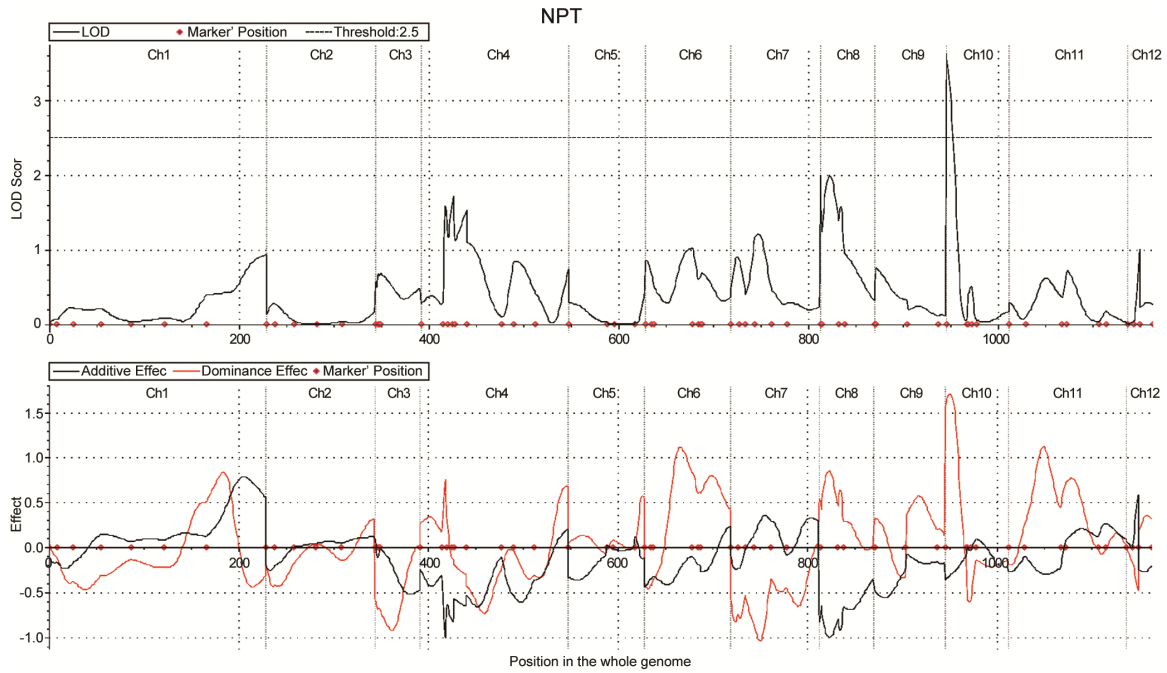 NPT
LOD Marker' Position Threshold:2.5
Ch1 Ch2 Ch3 Ch4 Ch5 Ch6 Ch7 Ch8 Ch9 Ch10 Ch11 Ch12
3
2
1
0
LOD Scor
0 200 400 600 800 1000
Additive Effec Dominance Effec Marker' Position
Ch1 Ch2 Ch3 Ch4 Ch5 Ch6 Ch7 Ch8 Ch9 Ch10 Ch11 Ch12
1.5
1.0
0.5
0.0
-0.5
-1.0
Effect
0 200 400 600 800 1000
0
Position in the whole genome